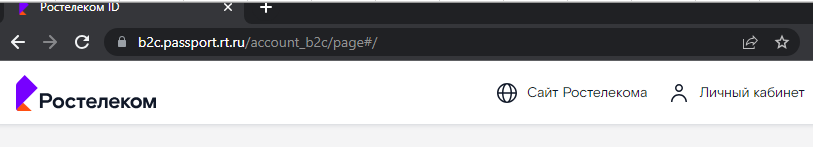 Ростелеком ID
b2c.passport.rt.ru/account_b2c/page#/
Ростелеком Сайт Ростелекома Личный кабинет